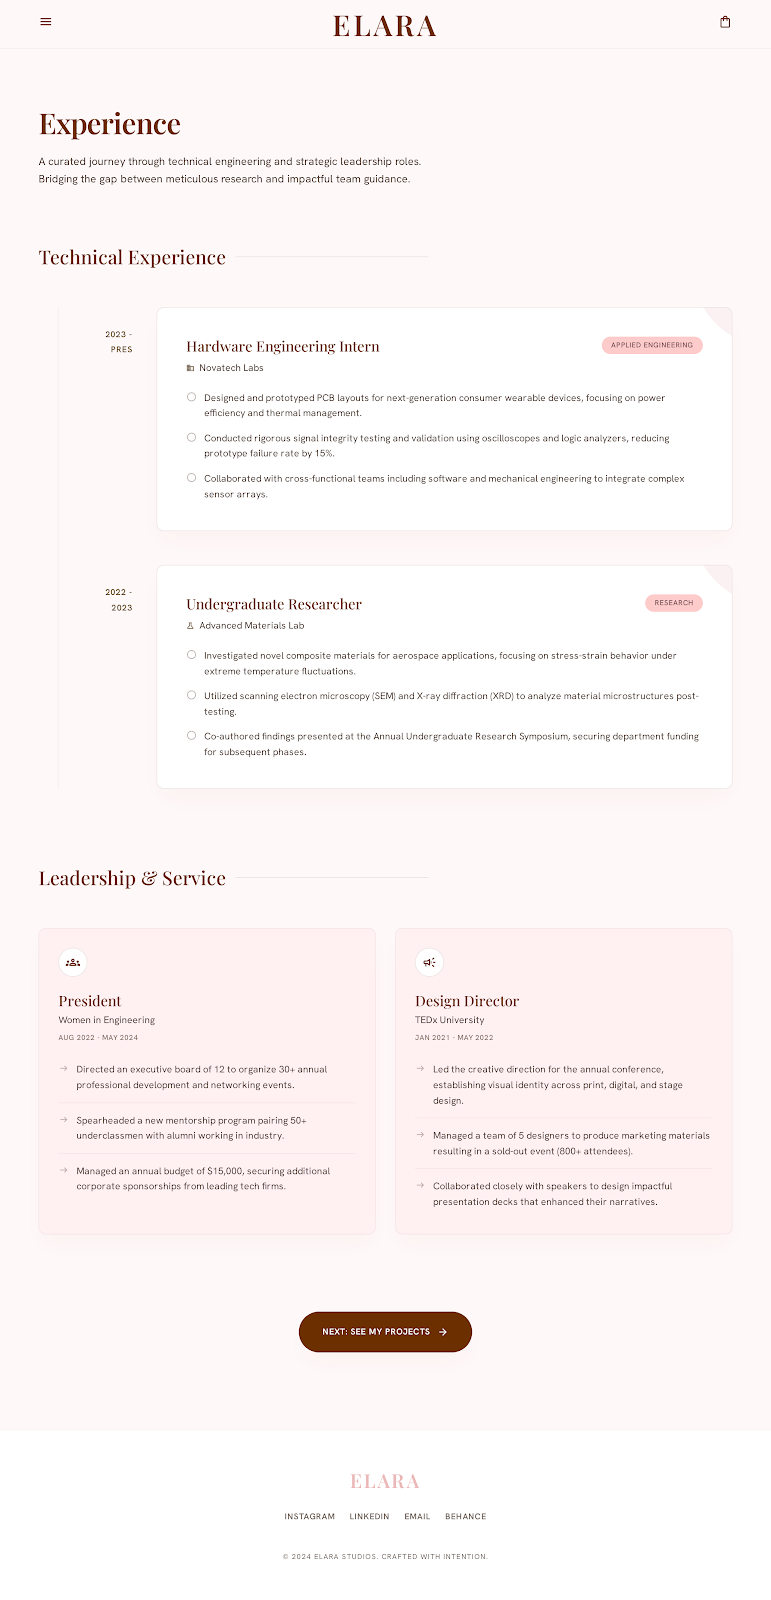 ELARA
Experience
A curated journey through technical engineering and strategic leadership roles.
Bridging the gap between meticulous research and impactful team guidance.
Technical Experience
2023 -
PRES
Hardware Engineering Intern
APPLIED ENGINEERING
Novatech Labs
Designed and prototyped PCB layouts for next-generation consumer wearable devices, focusing on power
efficiency and thermal management.
Conducted rigorous signal integrity testing and validation using oscilloscopes and logic analyzers, reducing
prototype failure rate by 15%.
Collaborated with cross-functional teams including software and mechanical engineering to integrate complex
sensor arrays.
2022 -
2023
Undergraduate Researcher
RESEARCH
Advanced Materials Lab
Investigated novel composite materials for aerospace applications, focusing on stress-strain behavior under
extreme temperature fluctuations.
Utilized scanning electron microscopy (SEM) and X-ray diffraction (XRD) to analyze material microstructures post-
testing.
Co-authored findings presented at the Annual Undergraduate Research Symposium, securing department funding
for subsequent phases.
Leadership & Service
President
Women in Engineering
AUG 2022 - MAY 2024
Directed an executive board of 12 to organize 30+ annual
professional development and networking events.
Spearheaded a new mentorship program pairing 50+
underclassmen with alumni working in industry.
Managed an annual budget of $15,000, securing additional
corporate sponsorships from leading tech firms.
Design Director
TEDx University
JAN 2021 - MAY 2022
Led the creative direction for the annual conference,
establishing visual identity across print, digital, and stage
design.
Managed a team of 5 designers to produce marketing materials
resulting in a sold-out event (800+ attendees).
Collaborated closely with speakers to design impactful
presentation decks that enhanced their narratives.
NEXT: SEE MY PROJECTS
ELARA
INSTAGRAM LINKEDIN EMAIL BEHANCE
© 2024 ELARA STUDIOS. CRAFTED WITH INTENTION.